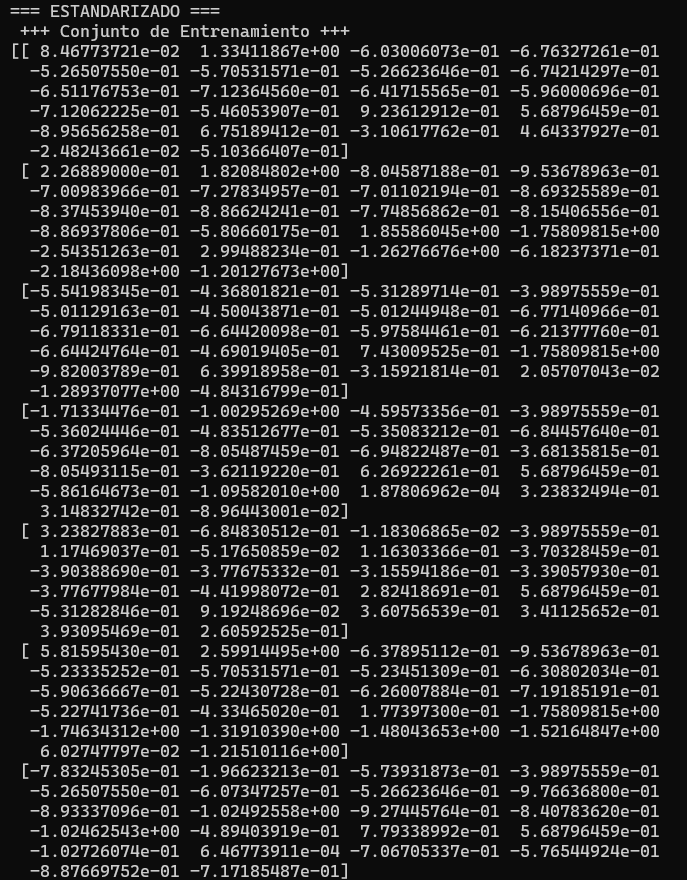 === ESTANDARIZADO ===
 +++ Conjunto de Entrenamiento +++
[[ 8.46773721e-02  1.33411867e+00 -6.03006073e-01 -6.76327261e-01
  -5.26507550e-01 -5.70531571e-01 -5.26623646e-01 -6.74214297e-01
  -6.51176753e-01 -7.12364560e-01 -6.41715565e-01 -5.96000696e-01
  -7.12062225e-01 -5.46053907e-01  9.23612912e-01  5.68796459e-01
  -8.95656258e-01  6.75189412e-01 -3.10617762e-01  4.64337927e-01
  -2.48243661e-02 -5.10366407e-01]
 [ 2.26889000e-01  1.82084802e+00 -8.04587188e-01 -9.53678963e-01
  -7.00983966e-01 -7.27834957e-01 -7.01102194e-01 -8.69325589e-01
  -8.37453940e-01 -8.86624241e-01 -7.74856862e-01 -8.15406556e-01
  -8.86937806e-01 -5.80660175e-01  1.85586045e+00 -1.75809815e+00
  -2.54351263e-01  2.99488234e-01 -1.26276676e+00 -6.18237371e-01
  -2.18436098e+00 -1.20127673e+00]
 [-5.54198345e-01 -4.36801821e-01 -5.31289714e-01 -3.98975559e-01
  -5.01129163e-01 -4.50043871e-01 -5.01244948e-01 -6.77140966e-01
  -6.79118331e-01 -6.64420098e-01 -5.97584461e-01 -6.21377760e-01
  -6.64424764e-01 -4.69019405e-01  7.43009525e-01 -1.75809815e+00
  -9.82003789e-01  6.39918958e-01 -3.15921814e-01  2.05707043e-02
  -1.28937077e+00 -4.84316799e-01]
 [-1.71334476e-01 -1.00295269e+00 -4.59573356e-01 -3.98975559e-01
  -5.36024446e-01 -4.83512677e-01 -5.35083212e-01 -6.84457640e-01
  -6.37205964e-01 -8.05487459e-01 -6.94822487e-01 -3.68135815e-01
  -8.05493115e-01 -3.62119220e-01  6.26922261e-01  5.68796459e-01
  -5.86164673e-01 -1.09582010e+00  1.87806962e-04  3.23832494e-01
   3.14832742e-01 -8.96443001e-02]
 [ 3.23827883e-01 -6.84830512e-01 -1.18306865e-02 -3.98975559e-01
   1.17469037e-01 -5.17650859e-02  1.16303366e-01 -3.70328459e-01
  -3.90388690e-01 -3.77675332e-01 -3.15594186e-01 -3.39057930e-01
  -3.77677984e-01 -4.41998072e-01  2.82418691e-01  5.68796459e-01
  -5.31282846e-01  9.19248696e-02  3.60756539e-01  3.41125652e-01
   3.93095469e-01  2.60592525e-01]
 [ 5.81595430e-01  2.59914495e+00 -6.37895112e-01 -9.53678963e-01
  -5.23335252e-01 -5.70531571e-01 -5.23451309e-01 -6.30802034e-01
  -5.90636667e-01 -5.22430728e-01 -6.26007884e-01 -7.19185191e-01
  -5.22741736e-01 -4.33465020e-01  1.77397300e-01 -1.75809815e+00
  -1.74634312e+00 -1.31910390e+00 -1.48043653e+00 -1.52164847e+00
   6.02747797e-02 -1.21510116e+00]
 [-7.83245305e-01 -1.96623213e-01 -5.73931873e-01 -3.98975559e-01
  -5.26507550e-01 -6.07347257e-01 -5.26623646e-01 -9.76636800e-01
  -8.93337096e-01 -1.02492558e+00 -9.27445764e-01 -8.40783620e-01
  -1.02462543e+00 -4.89403919e-01  7.79338992e-01  5.68796459e-01
  -1.02726074e-01  6.46773911e-04 -7.06705337e-01 -5.76544924e-01
  -8.87669752e-01 -7.17185487e-01]